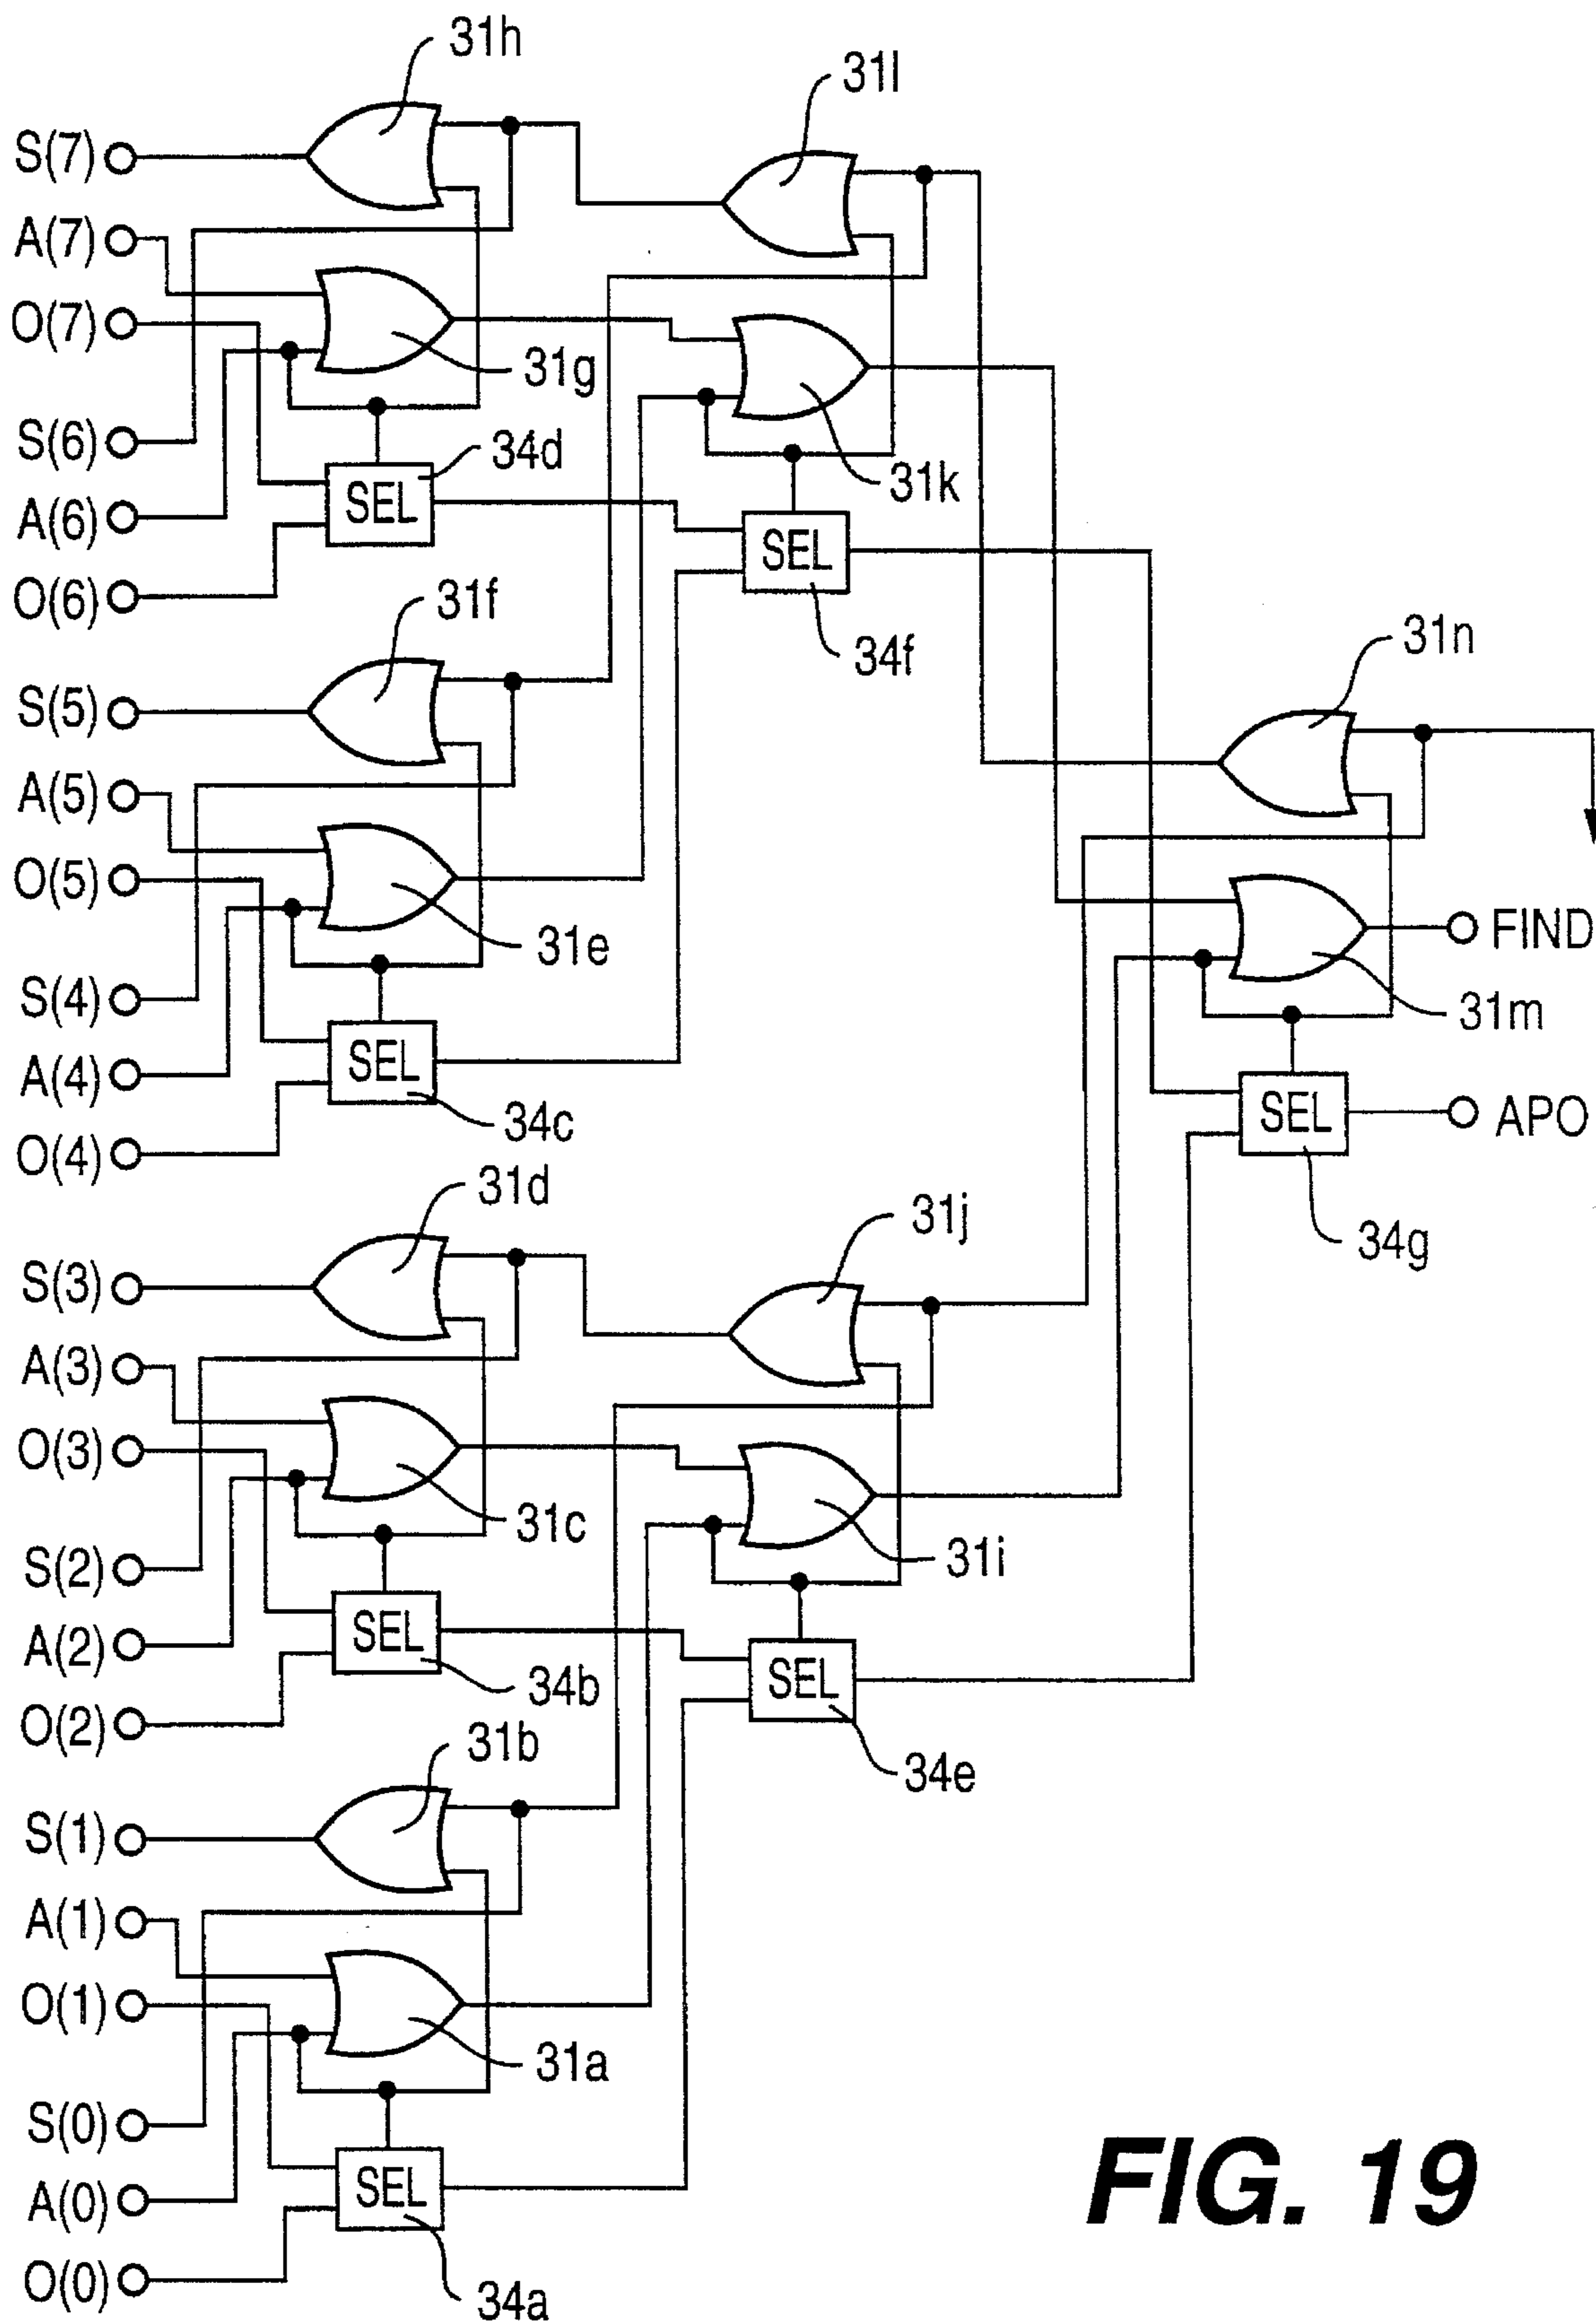 31h
31l
S(7)
A(7)
O(7)
31g
31k
S(6)
34d
SEL
A(6)
SEL
O(6)
31f
34f
31n
S(5)
A(5)
O(5)
31e
FIND
S(4)
31m
SEL
A(4)
SEL
APO
34c
O(4)
31d
31j
34g
S(3)
A(3)
O(3)
31c
31i
S(2)
SEL
A(2)
34b
SEL
O(2)
31b
34e
S(1)
A(1)
O(1)
31a
S(0)
SEL
A(0)
O(0)
34a
FIG. 19